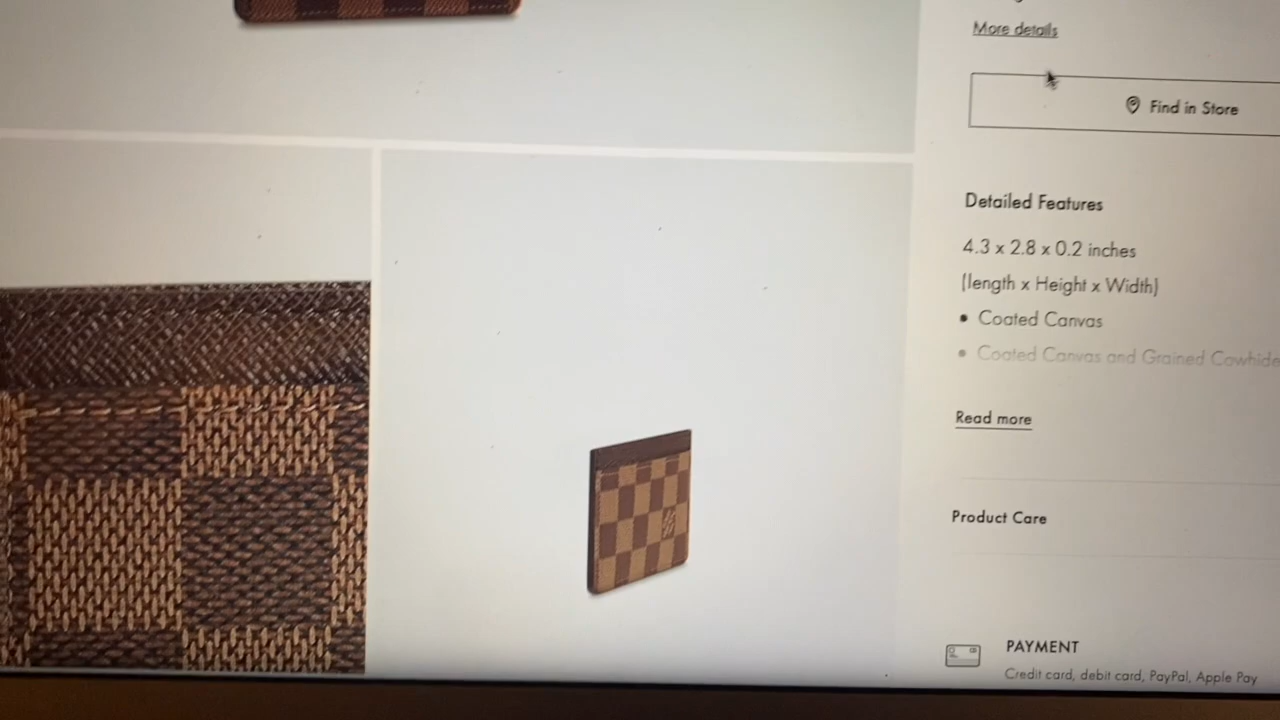 More details
Find in Store
Detailed Features
4.3 x 2.8 x 0.2 inches
(length x Height x Width)
• Coated Canvas
• Coated Canvas and Grained Cowhide
Read more
Product Care
PAYMENT
Credit card, debit card, PayPal, Apple Pay